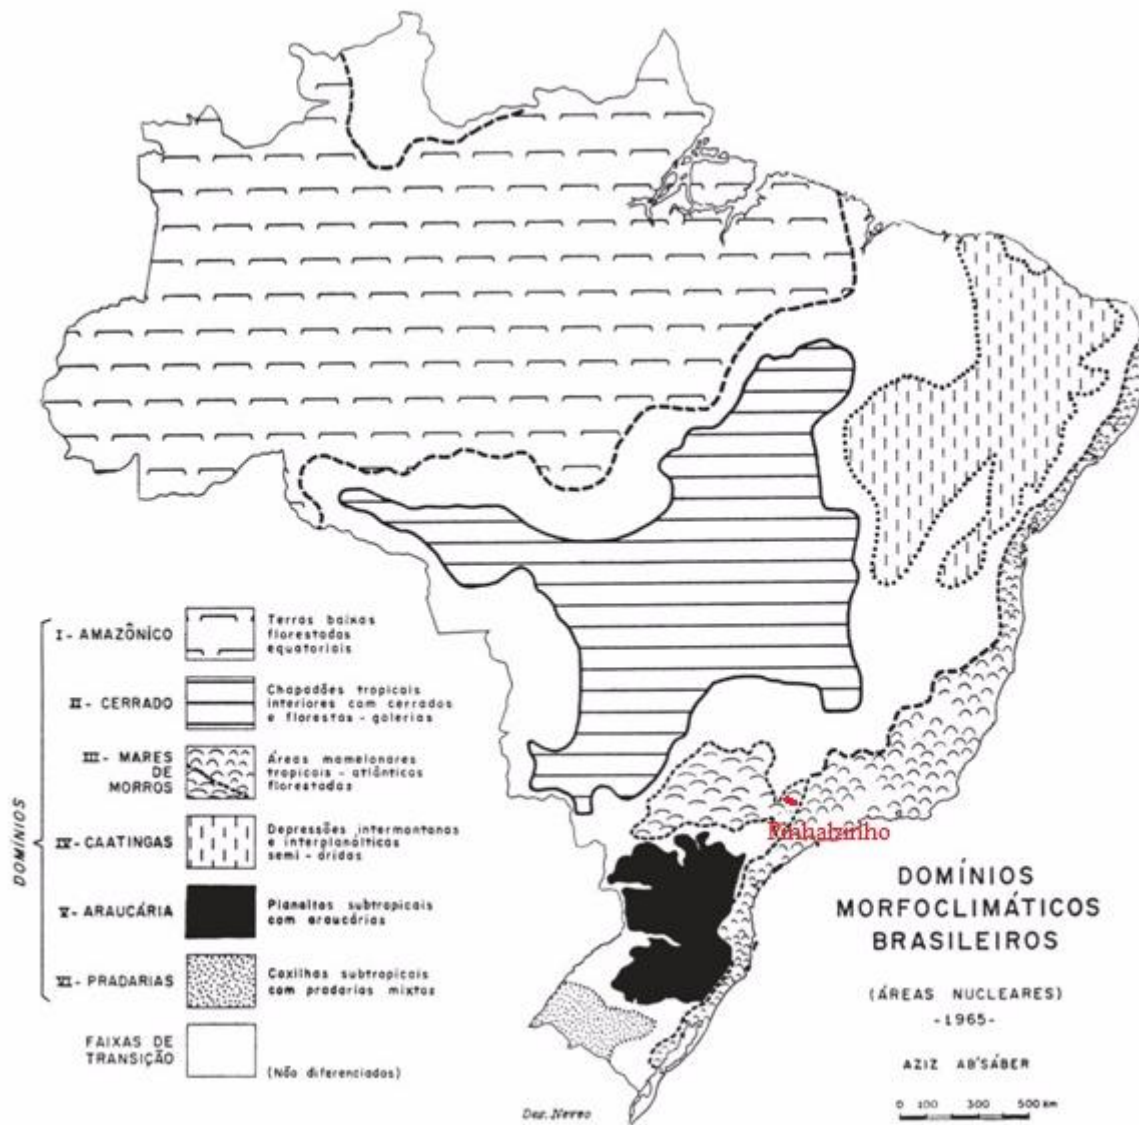 Pinhalzinho
DOMÍNIOS
I - AMAZÔNICO
Terras baixas
florestadas
equatoriais
II - CERRADO
Chapadões tropicais
interiores com cerrados
e florestas - galerias
III - MARES
DE
MORROS
Áreas mamelonares
tropicais - atlânticas
florestadas
IV - CAATINGAS
Depressões intermontanas
e interplanálticas
semi - áridas
V - ARAUCÁRIA
Planaltos subtropicais
com araucárias
VI - PRADARIAS
Coxilhas subtropicais
com pradarias mixtas
FAIXAS DE
TRANSIÇÃO
(Não diferenciadas)
DOMÍNIOS
MORFOCLIMÁTICOS
BRASILEIROS
(ÁREAS NUCLEARES)
-1965-
AZIZ AB'SÁBER
0 100 300 500 km
Des. Nereo